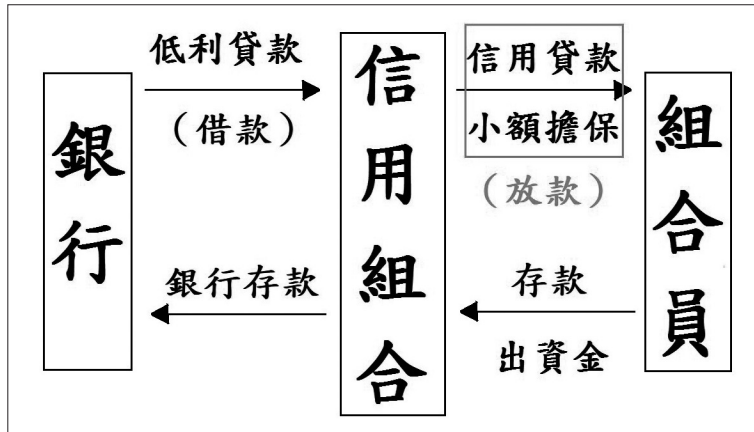 銀行
低利貸款
(借款)
銀行存款
信用組合
信用貸款
小額擔保
(放款)
存款
出資金
組合員